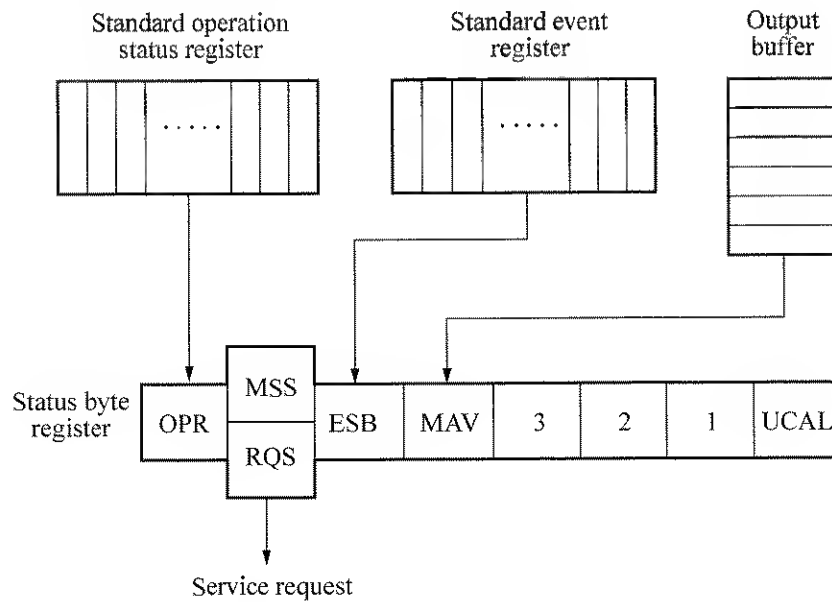 Standard operation
status register
Standard event
register
Output
buffer
.....
.....
Status byte
register
OPR
MSS
RQS
ESB
MAV
3
2
1
UCAL
Service request